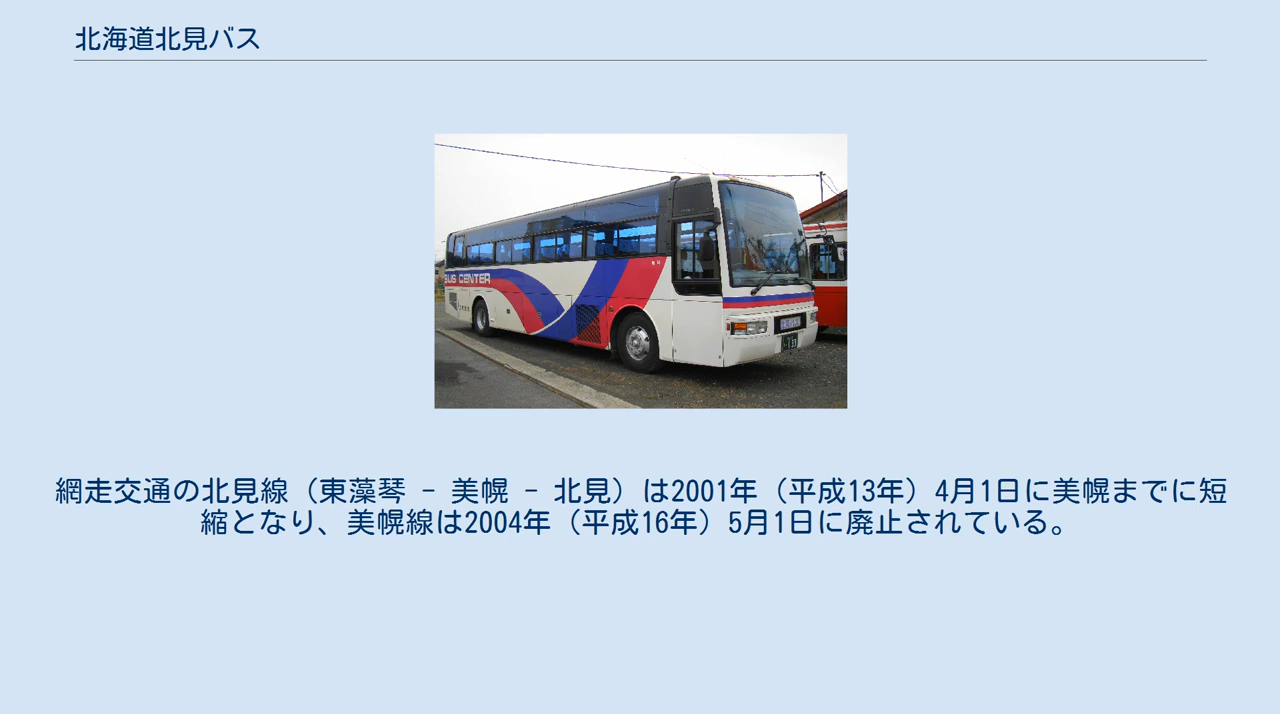 北海道北見バス
BUS CENTER
網走交通の北見線（東藻琴 - 美幌 - 北見）は2001年（平成13年）4月1日に美幌までに短
縮となり、美幌線は2004年（平成16年）5月1日に廃止されている。